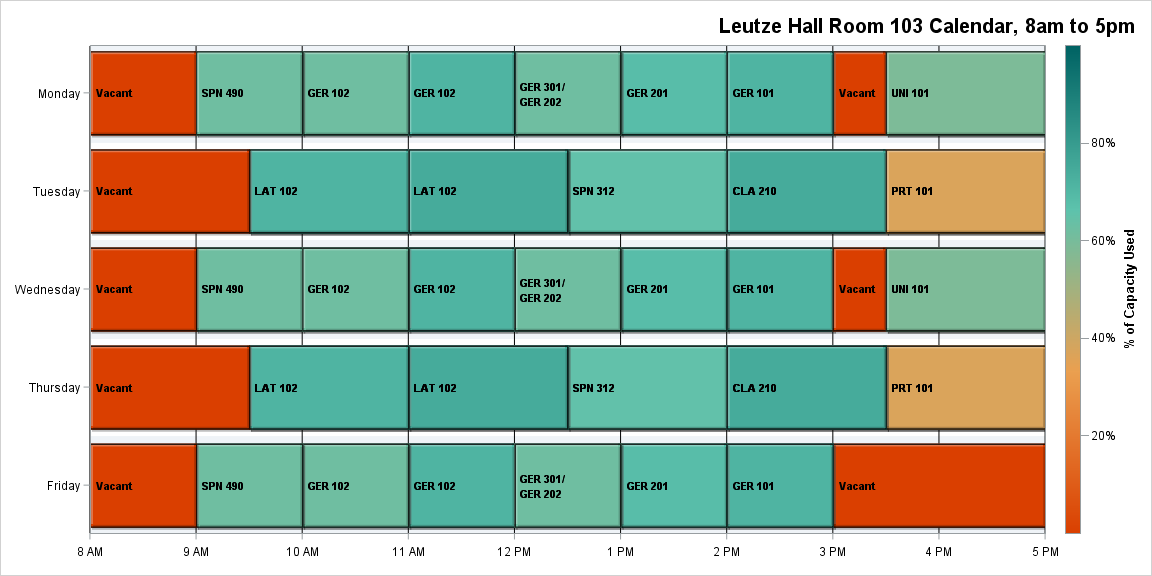 Leutze Hall Room 103 Calendar, 8am to 5pm
Monday
Vacant
SPN 490
GER 102
GER 102
GER 301/
GER 202
GER 201
GER 101
Vacant
UNI 101
Tuesday
Vacant
LAT 102
LAT 102
SPN 312
CLA 210
PRT 101
Wednesday
Vacant
SPN 490
GER 102
GER 102
GER 301/
GER 202
GER 201
GER 101
Vacant
UNI 101
Thursday
Vacant
LAT 102
LAT 102
SPN 312
CLA 210
PRT 101
Friday
Vacant
SPN 490
GER 102
GER 102
GER 301/
GER 202
GER 201
GER 101
Vacant
8 AM
9 AM
10 AM
11 AM
12 PM
1 PM
2 PM
3 PM
4 PM
5 PM
80%
60%
40%
20%
% of Capacity Used